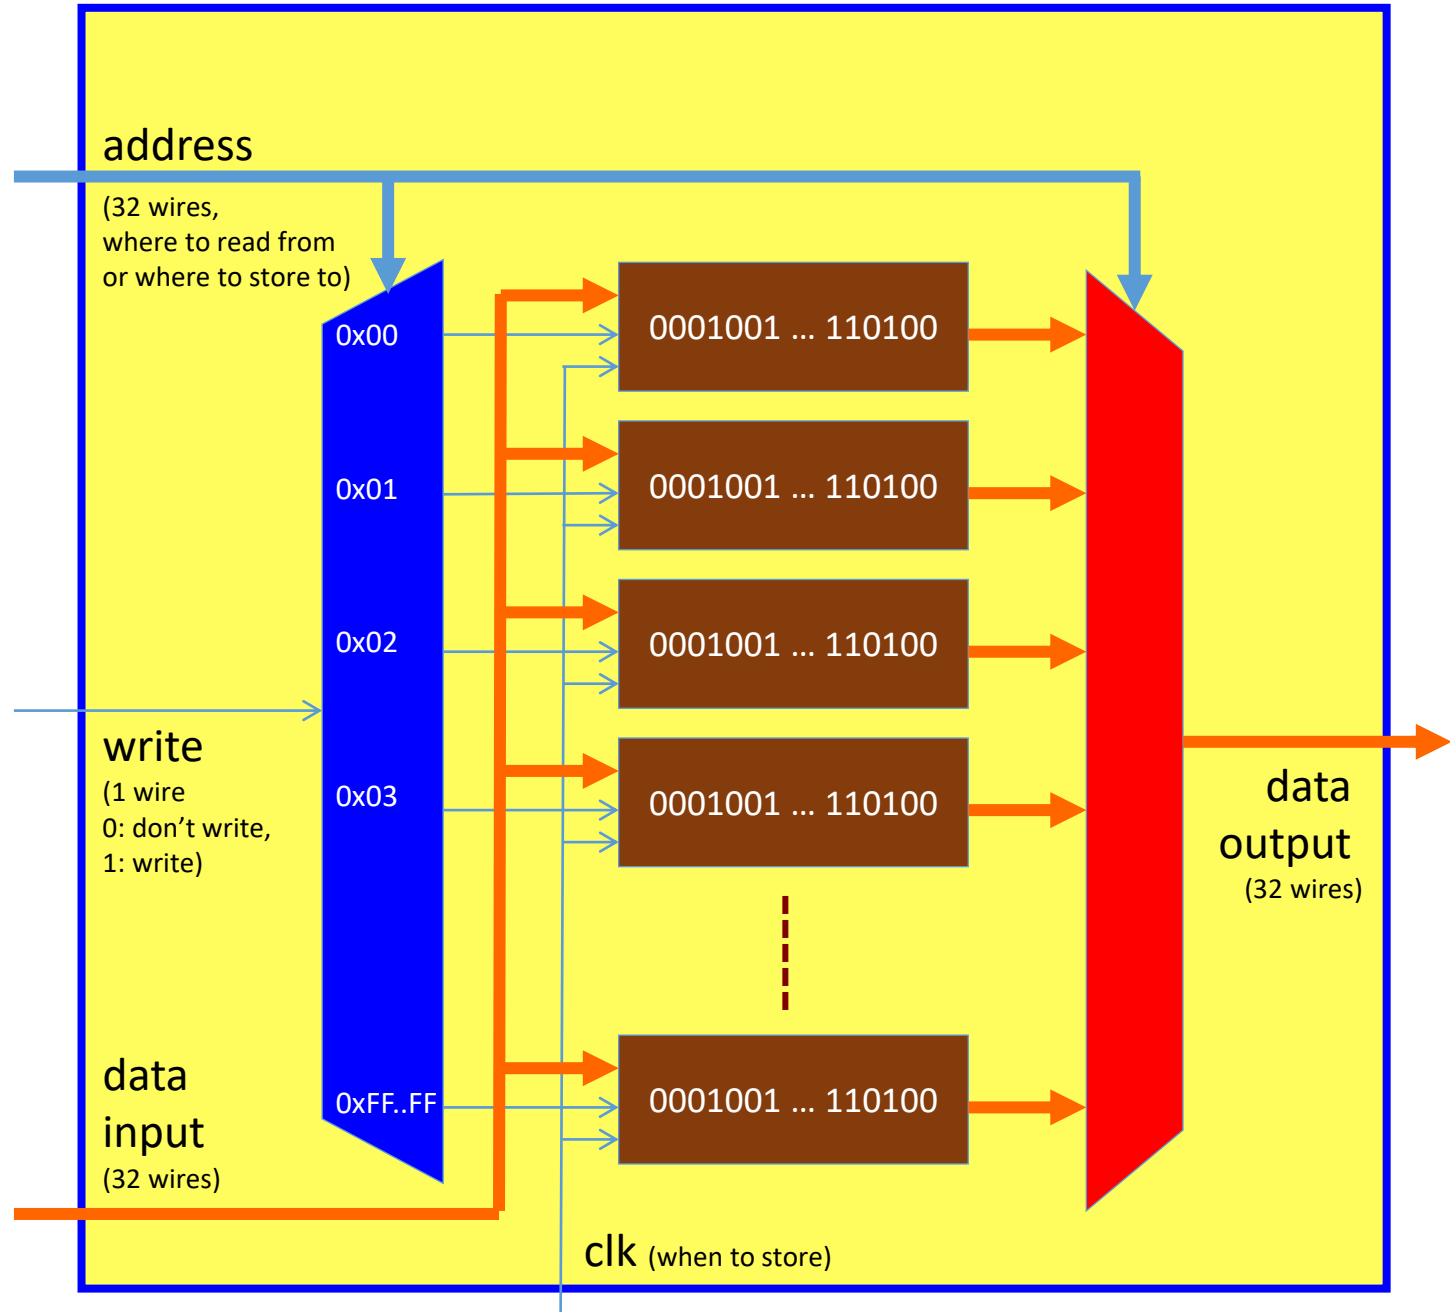 address
(32 wires,
where to read from
or where to store to)
0x00
0001001 ... 110100
0x01
0001001 ... 110100
0x02
0001001 ... 110100
write
(1 wire
0: don’t write,
1: write)
0x03
0001001 ... 110100
data
output
(32 wires)
data
input
(32 wires)
0xFF..FF
0001001 ... 110100
clk (when to store)